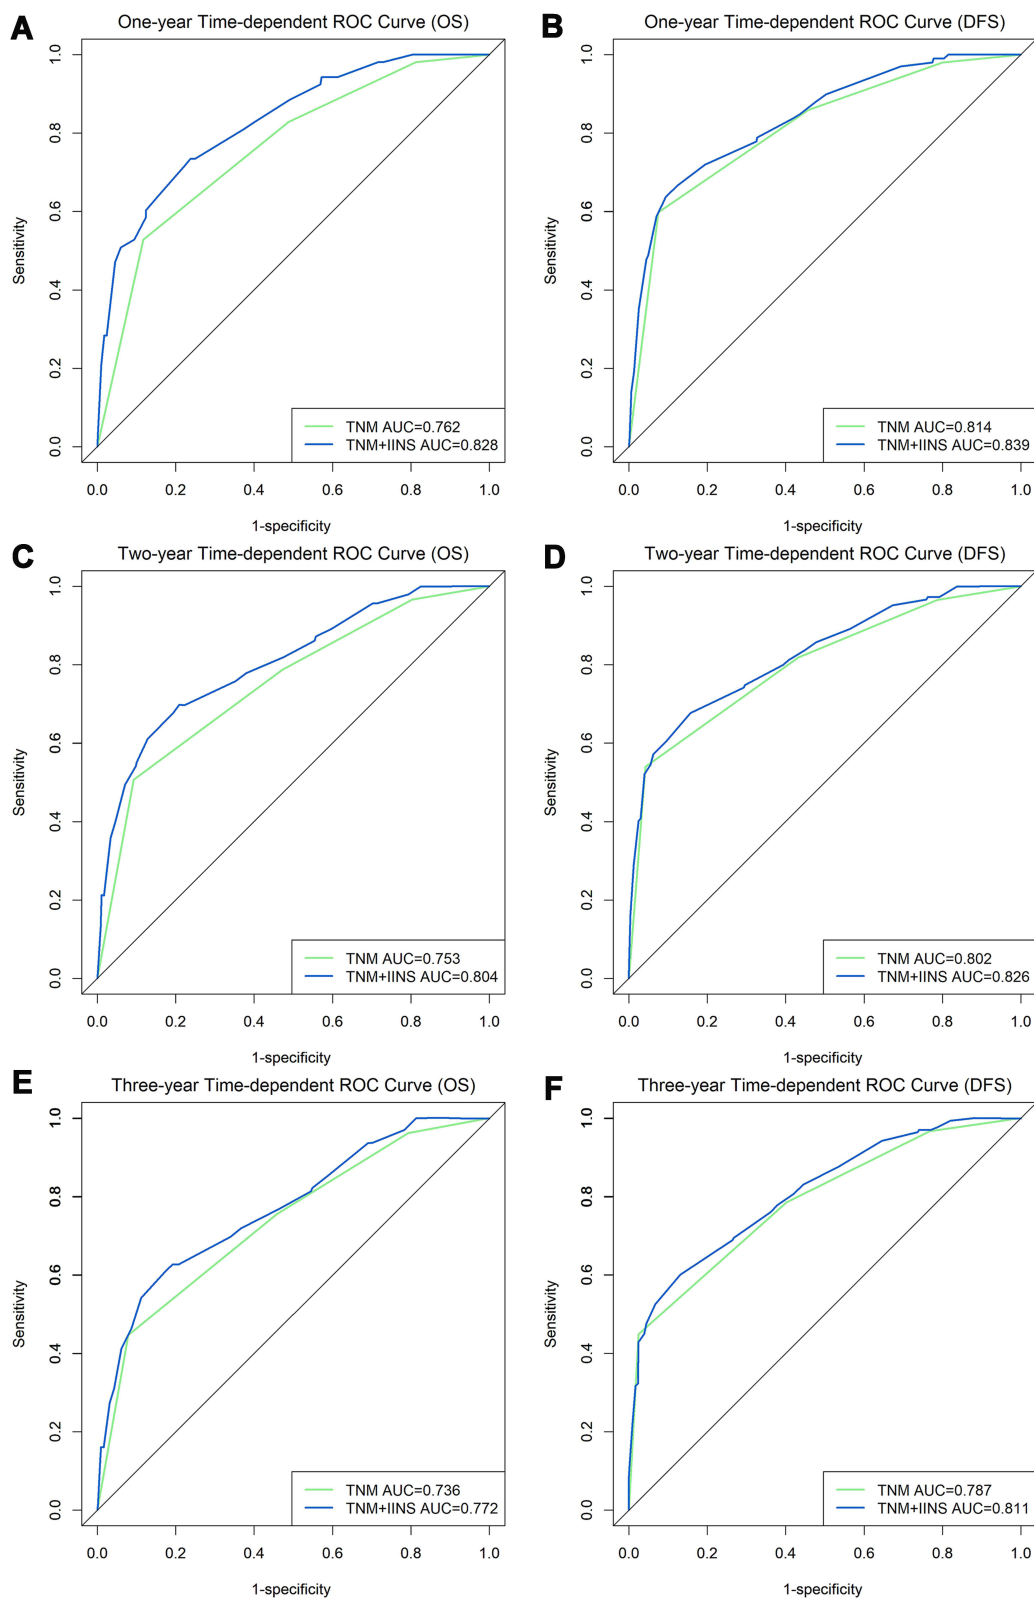 A
One-year Time-dependent ROC Curve (OS)
Sensitivity
1.0
0.8
0.6
0.4
0.2
0.0
TNM AUC=0.762
TNM+IINS AUC=0.828
0.0 0.2 0.4 0.6 0.8 1.0
1-specificity
B
One-year Time-dependent ROC Curve (DFS)
Sensitivity
1.0
0.8
0.6
0.4
0.2
0.0
TNM AUC=0.814
TNM+IINS AUC=0.839
0.0 0.2 0.4 0.6 0.8 1.0
1-specificity
C
Two-year Time-dependent ROC Curve (OS)
Sensitivity
1.0
0.8
0.6
0.4
0.2
0.0
TNM AUC=0.753
TNM+IINS AUC=0.804
0.0 0.2 0.4 0.6 0.8 1.0
1-specificity
D
Two-year Time-dependent ROC Curve (DFS)
Sensitivity
1.0
0.8
0.6
0.4
0.2
0.0
TNM AUC=0.802
TNM+IINS AUC=0.826
0.0 0.2 0.4 0.6 0.8 1.0
1-specificity
E
Three-year Time-dependent ROC Curve (OS)
Sensitivity
1.0
0.8
0.6
0.4
0.2
0.0
TNM AUC=0.736
TNM+IINS AUC=0.772
0.0 0.2 0.4 0.6 0.8 1.0
1-specificity
F
Three-year Time-dependent ROC Curve (DFS)
Sensitivity
1.0
0.8
0.6
0.4
0.2
0.0
TNM AUC=0.787
TNM+IINS AUC=0.811
0.0 0.2 0.4 0.6 0.8 1.0
1-specificity